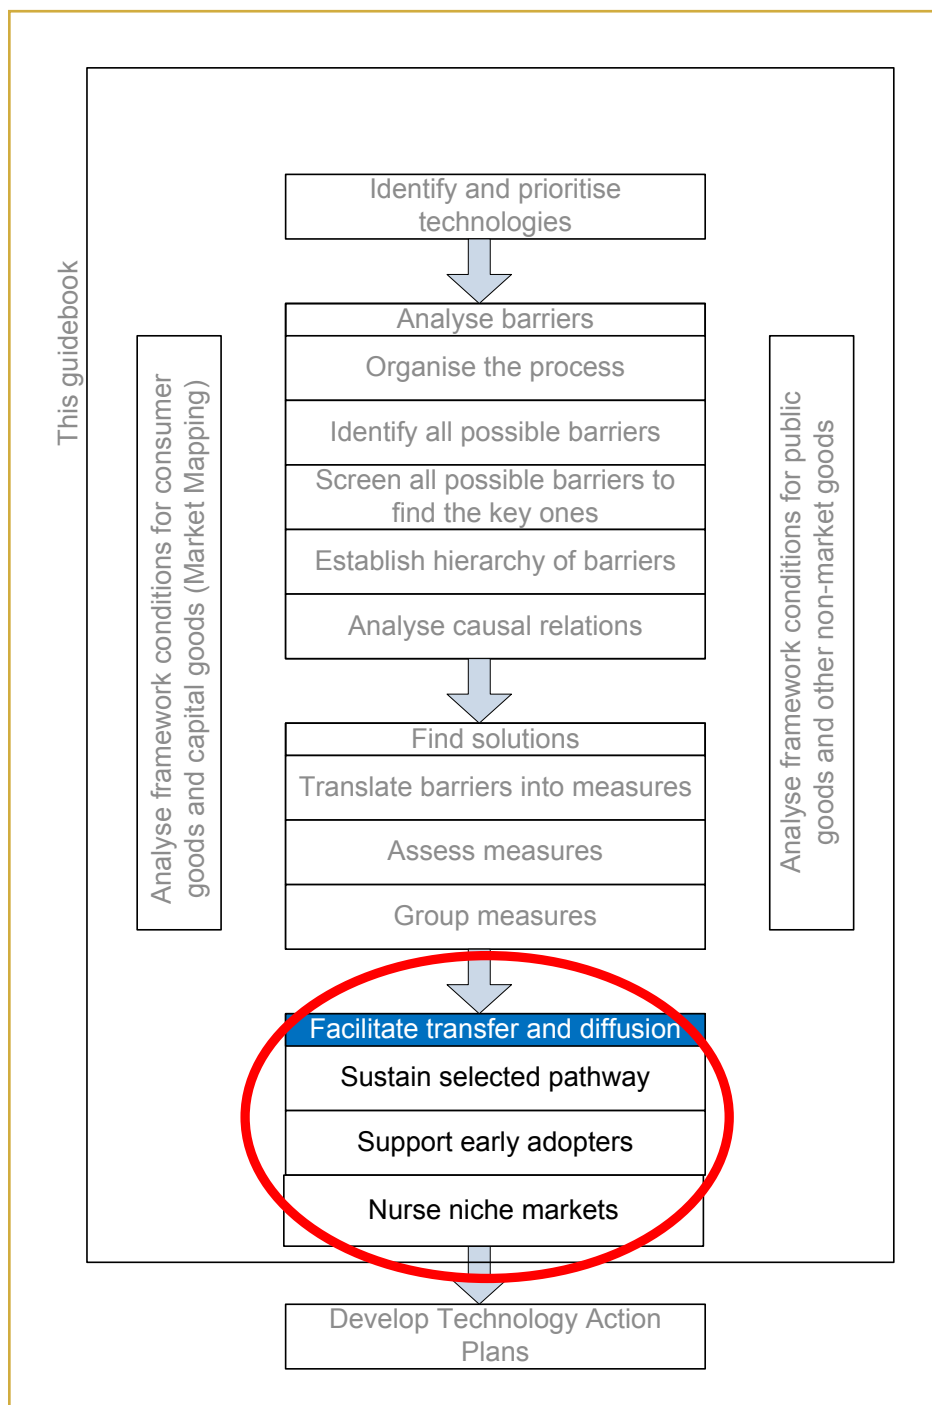 This guidebook
Identify and prioritise
technologies
Analyse framework conditions for consumer
goods and capital goods (Market Mapping)
Analyse barriers
Organise the process
Identify all possible barriers
Screen all possible barriers to
find the key ones
Establish hierarchy of barriers
Analyse causal relations
Find solutions
Translate barriers into measures
Assess measures
Group measures
Analyse framework conditions for public
goods and other non-market goods
Facilitate transfer and diffusion
Sustain selected pathway
Support early adopters
Nurse niche markets
Develop Technology Action
Plans